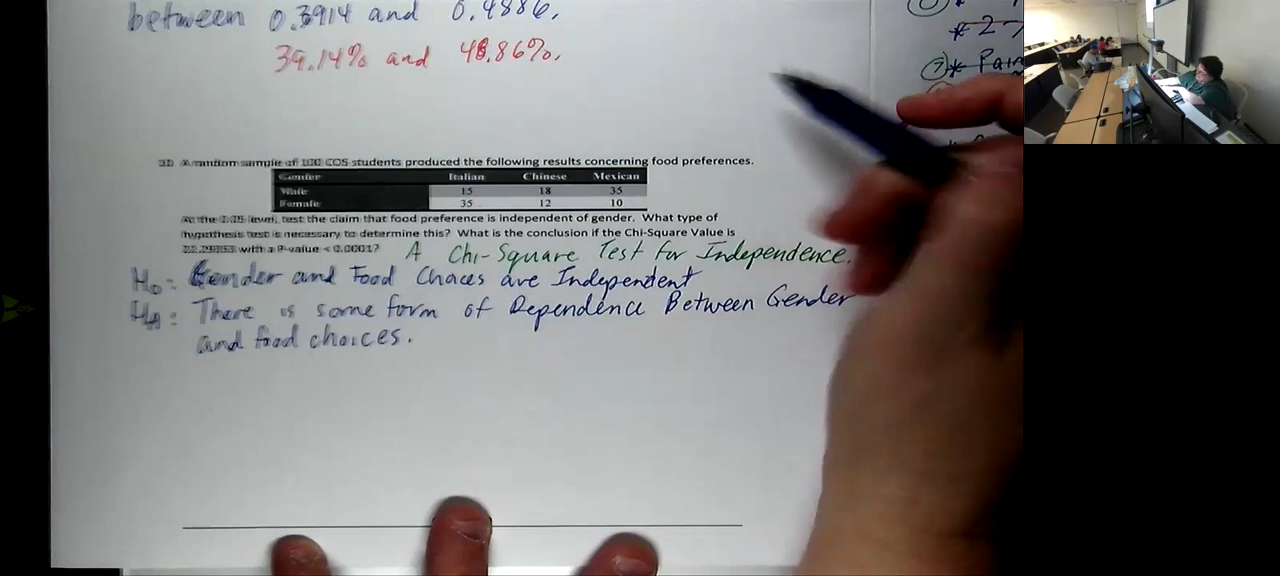 between 0.3914 and 0.4886.
39.14% and 48.86%.
A random sample of 100 COS students produced the following results concerning food preferences.
Gender Italian Chinese Mexican
Male 15 18 35
Female 35 12 10
At the 0.05 level, test the claim that food preference is independent of gender. What type of
hypothesis test is necessary to determine this? What is the conclusion if the Chi-Square Value is
with a P-value < 0.0001? A Chi-Square Test for Independence.
H₀: Gender and Food Choices are Independent
There is some form of Dependence Between Gender
and food choices.
* 2
7 * Pair